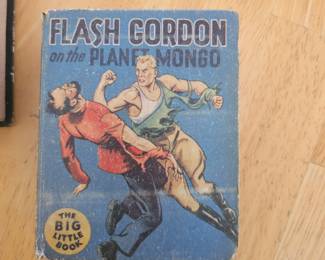 FLASH GORDON
on the PLANET MONGO
THE
BIG
LITTLE
BOOK